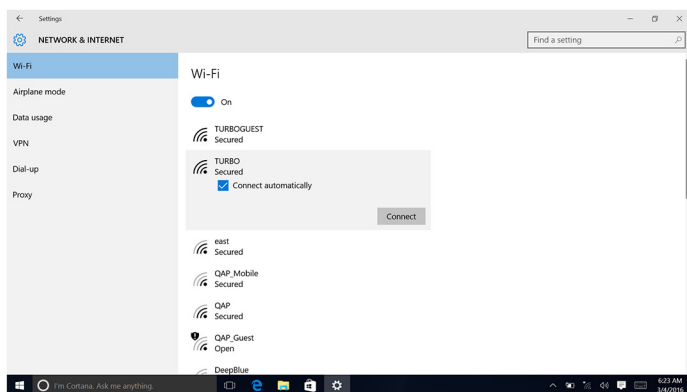 Settings
NETWORK & INTERNET
Find a setting
Wi-Fi
Airplane mode
Data usage
VPN
Dial-up
Proxy
Wi-Fi
On
TURBOGUEST
Secured
TURBO
Secured
Connect automatically
Connect
east
Secured
QAP_Mobile
Secured
QAP
Secured
QAP_Guest
Open
DeepBlue
I'm Cortana. Ask me anything.
6:23 AM
3/4/2016